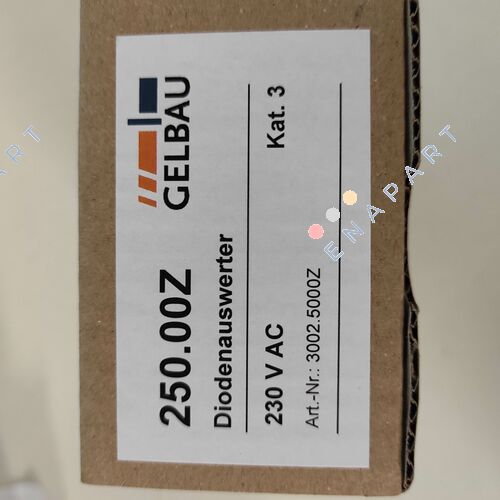 GELBAU
250.00Z
Diodenauswerter
230 V AC Kat. 3
Art.-Nr.: 3002.5000Z
ENAPART